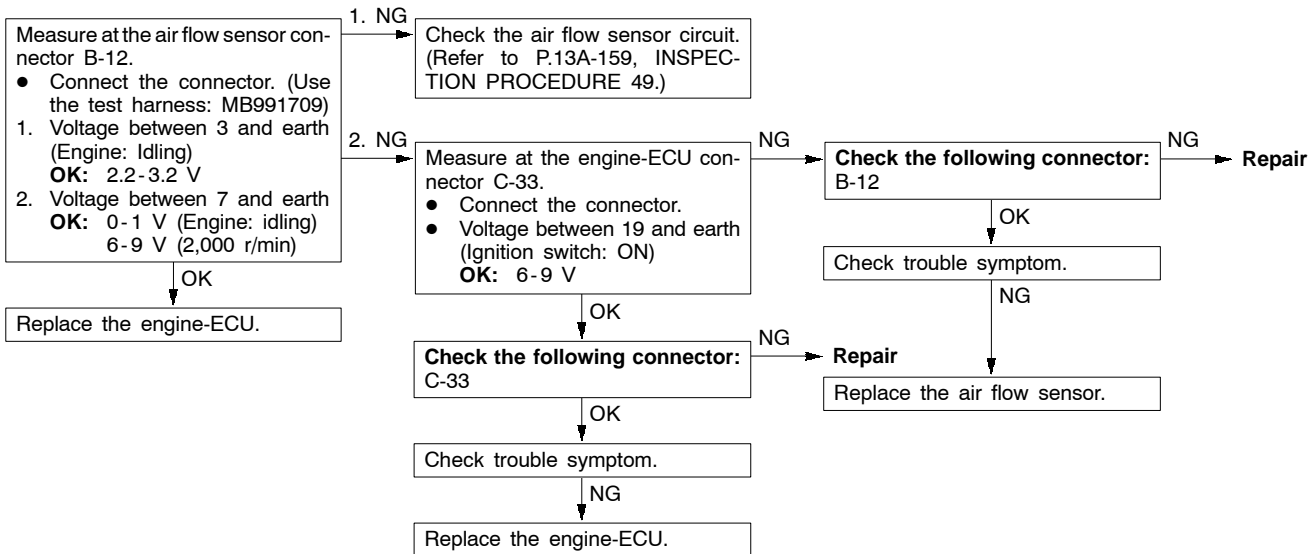 Measure at the air flow sensor con-
nector B-12.
● Connect the connector. (Use
the test harness: MB991709)
1. Voltage between 3 and earth
(Engine: Idling)
OK: 2.2-3.2 V
2. Voltage between 7 and earth
OK: 0-1 V (Engine: idling)
6-9 V (2,000 r/min)
1. NG
Check the air flow sensor circuit.
(Refer to P.13A-159, INSPEC-
TION PROCEDURE 49.)
2. NG
Measure at the engine-ECU con-
nector C-33.
● Connect the connector.
● Voltage between 19 and earth
(Ignition switch: ON)
OK: 6-9 V
NG
Check the following connector:
B-12
NG
Repair
OK
Check trouble symptom.
NG
Replace the air flow sensor.
OK
Replace the engine-ECU.
OK
Check the following connector:
C-33
NG
Repair
OK
Check trouble symptom.
NG
Replace the engine-ECU.